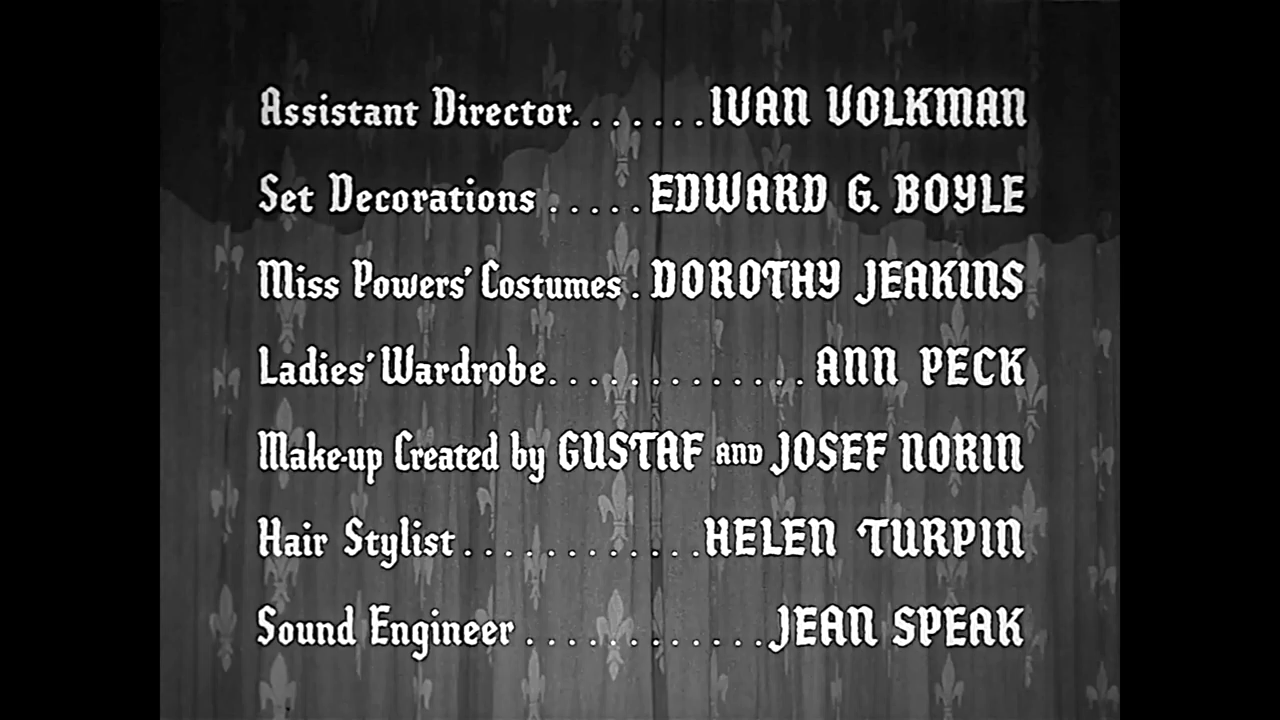 Assistant Director.......IVAN VOLKMAN
Set Decorations.....EDWARD G. BOYLE
Miss Powers' Costumes.DOROTHY JEAKINS
Ladies' Wardrobe.............ANN PECK
Make-up Created by GUSTAF AND JOSEF NORIN
Hair Stylist............HELEN TURPIN
Sound Engineer............JEAN SPEAK